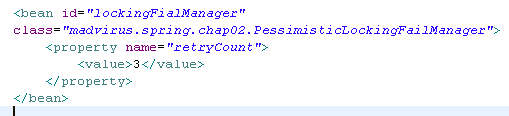 <bean id="lockingFialManager"
class="madvirus.spring.chap02.PessimisticLockingFailManager">
<property name="retryCount">
<value>3</value>
</property>
</bean>